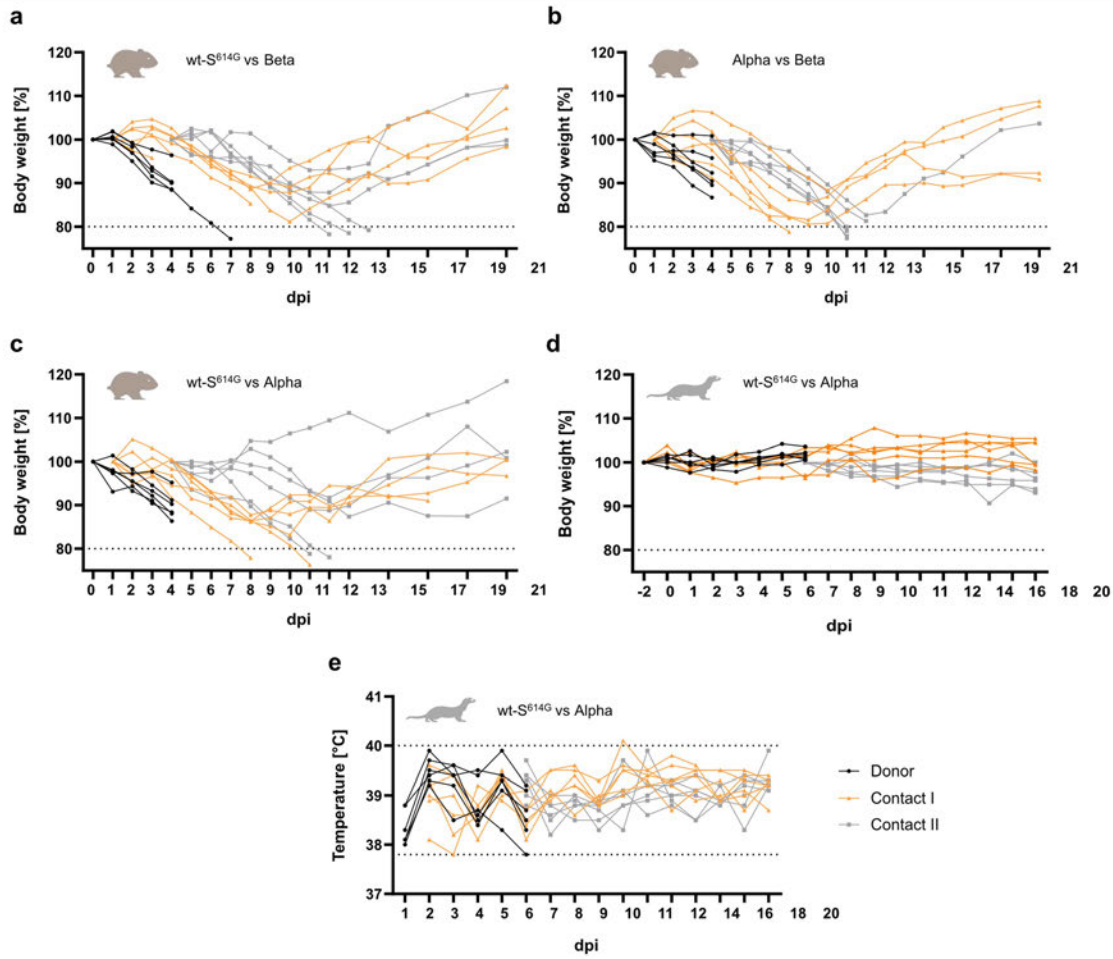 a
wt-S614G vs Beta
120
110
100
90
80
Body weight [%]
0 1 2 3 4 5 6 7 8 9 10 11 12 13 15 17 19 21
dpi
b
Alpha vs Beta
120
110
100
90
80
Body weight [%]
0 1 2 3 4 5 6 7 8 9 10 11 12 13 15 17 19 21
dpi
c
wt-S614G vs Alpha
120
110
100
90
80
Body weight [%]
0 1 2 3 4 5 6 7 8 9 10 11 12 13 15 17 19 21
dpi
d
wt-S614G vs Alpha
120
110
100
90
80
Body weight [%]
-2 0 1 2 3 4 5 6 7 8 9 10 11 12 13 14 16 18 20
dpi
e
wt-S614G vs Alpha
41
40
39
38
37
Temperature [°C]
1 2 3 4 5 6 7 8 9 10 11 12 14 16 18 20
dpi
Donor
Contact I
Contact II